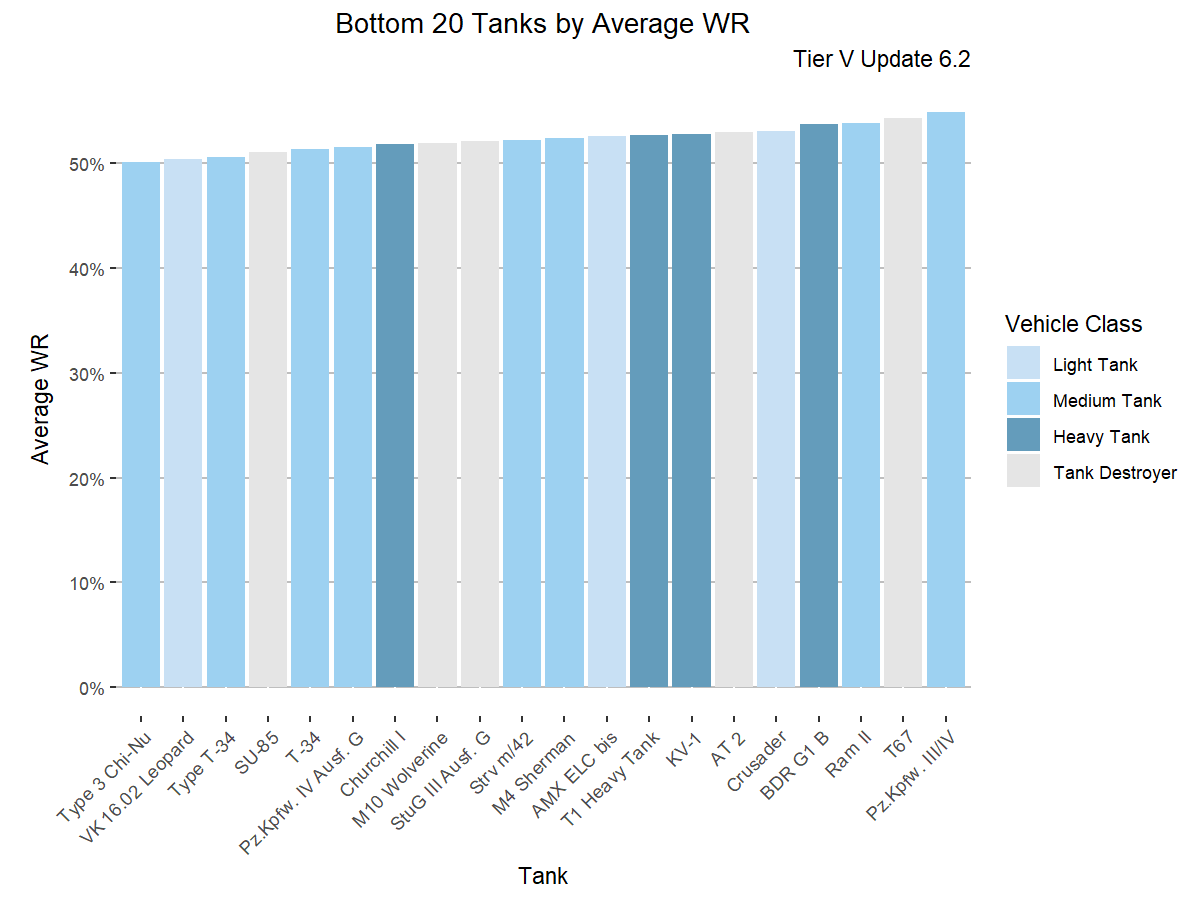 Bottom 20 Tanks by Average WR
Tier V Update 6.2
50%
40%
30%
20%
10%
0%
Average WR
Type 3 Chi-Nu
VK 16.02 Leopard
Type T-34
SU-85
T-34
Pz.Kpfw. IV Ausf. G
Churchill I
M10 Wolverine
StuG III Ausf. G
Strv m/42
M4 Sherman
AMX ELC bis
T1 Heavy Tank
KV-1
AT 2
Crusader
BDR G1 B
Ram II
T67
Pz.Kpfw. III/IV
Tank
Vehicle Class
Light Tank
Medium Tank
Heavy Tank
Tank Destroyer